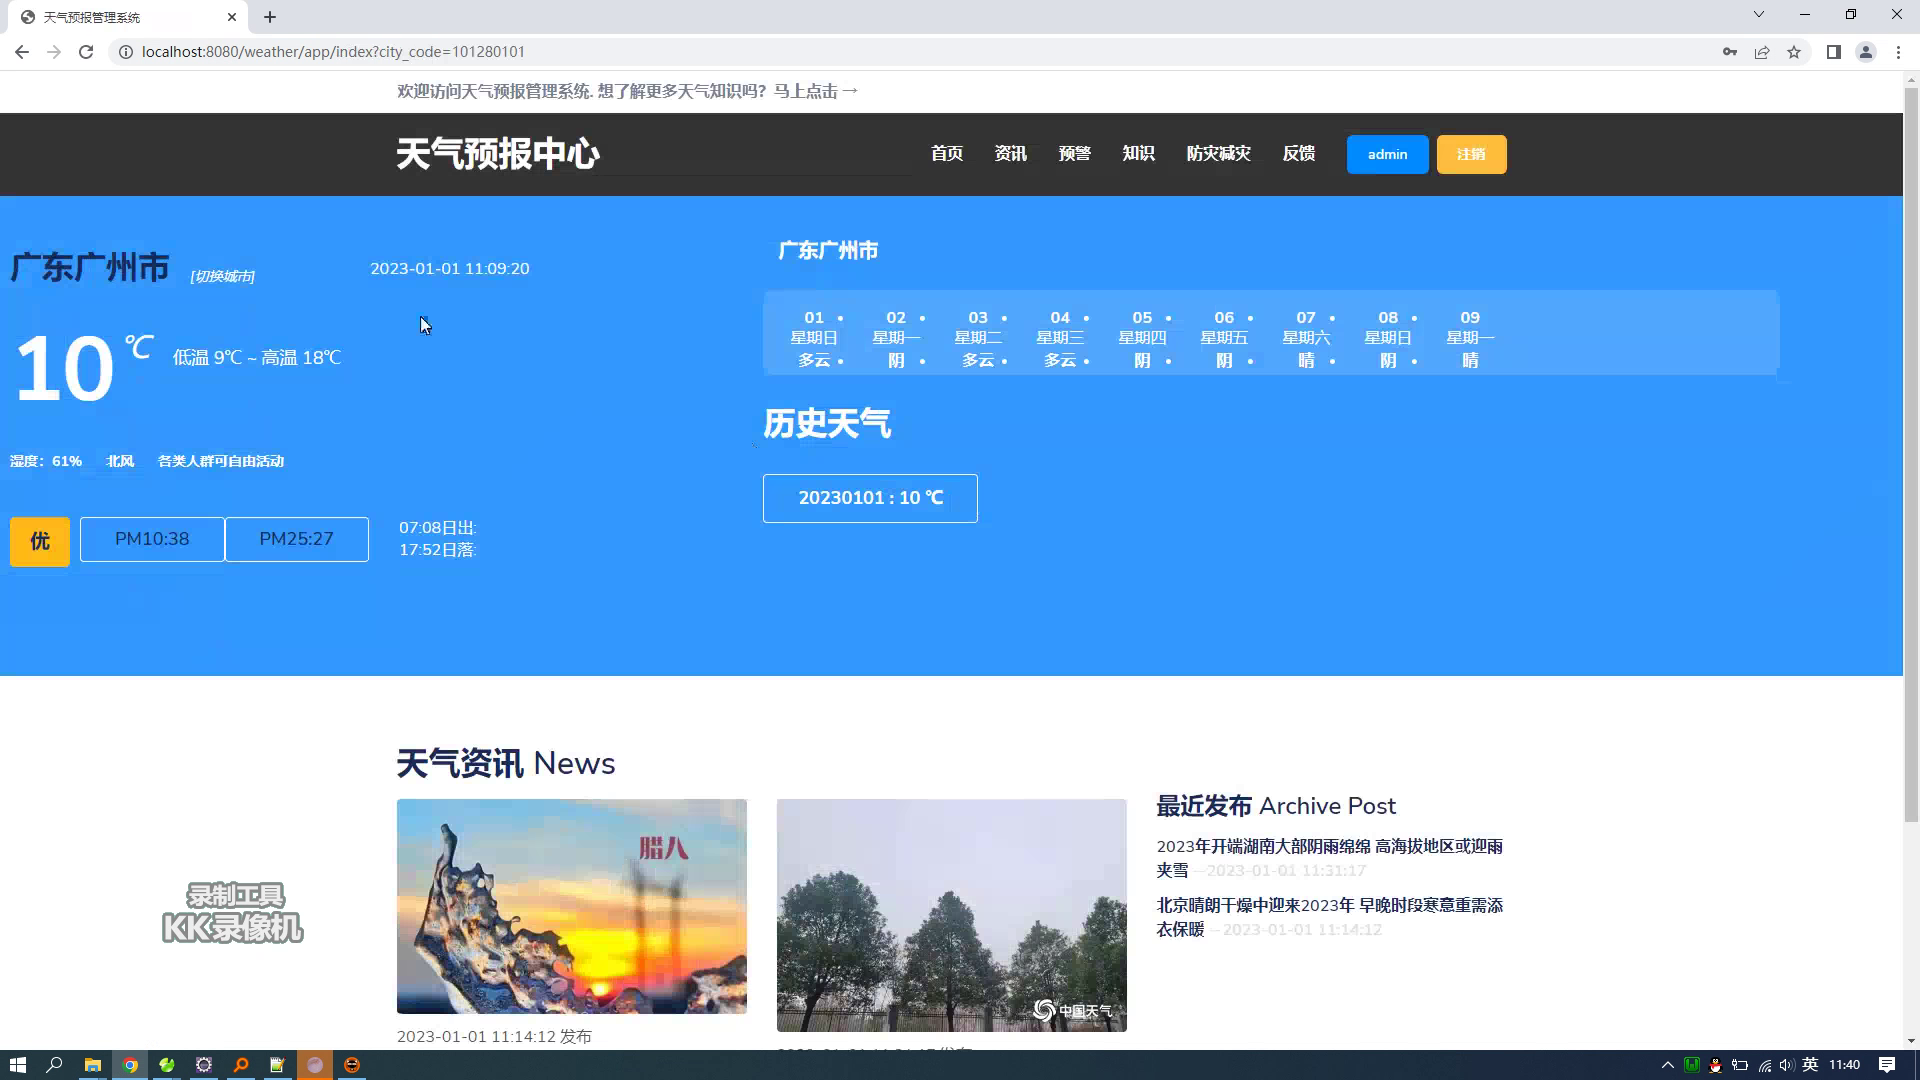 天气预报管理系统
localhost:8080/weather/app/index?city_code=101280101
欢迎访问天气预报管理系统. 想了解更多天气知识吗？马上点击 →
天气预报中心
首页 资讯 预警 知识 防灾减灾 反馈 admin 注销
广东广州市 [切换城市] 2023-01-01 11:09:20
10 ℃ 低温 9℃ ~ 高温 18℃
湿度：61% 北风 各类人群可自由活动
优 PM10:38 PM25:27
07:08日出:
17:52日落:
广东广州市
01 02 03 04 05 06 07 08 09
星期日 星期一 星期二 星期三 星期四 星期五 星期六 星期日 星期一
多云 阴 多云 多云 阴 阴 晴 阴 晴
历史天气
20230101 : 10 ℃
天气资讯 News
腊八
2023-01-01 11:14:12 发布
中国天气
最近发布 Archive Post
2023年开端湖南大部阴雨绵绵 高海拔地区或迎雨
夹雪 -- 2023-01-01 11:31:17
北京晴朗干燥中迎来2023年 早晚时段寒意重需添
衣保暖 -- 2023-01-01 11:14:12
录制工具
KK录像机
英 11:40